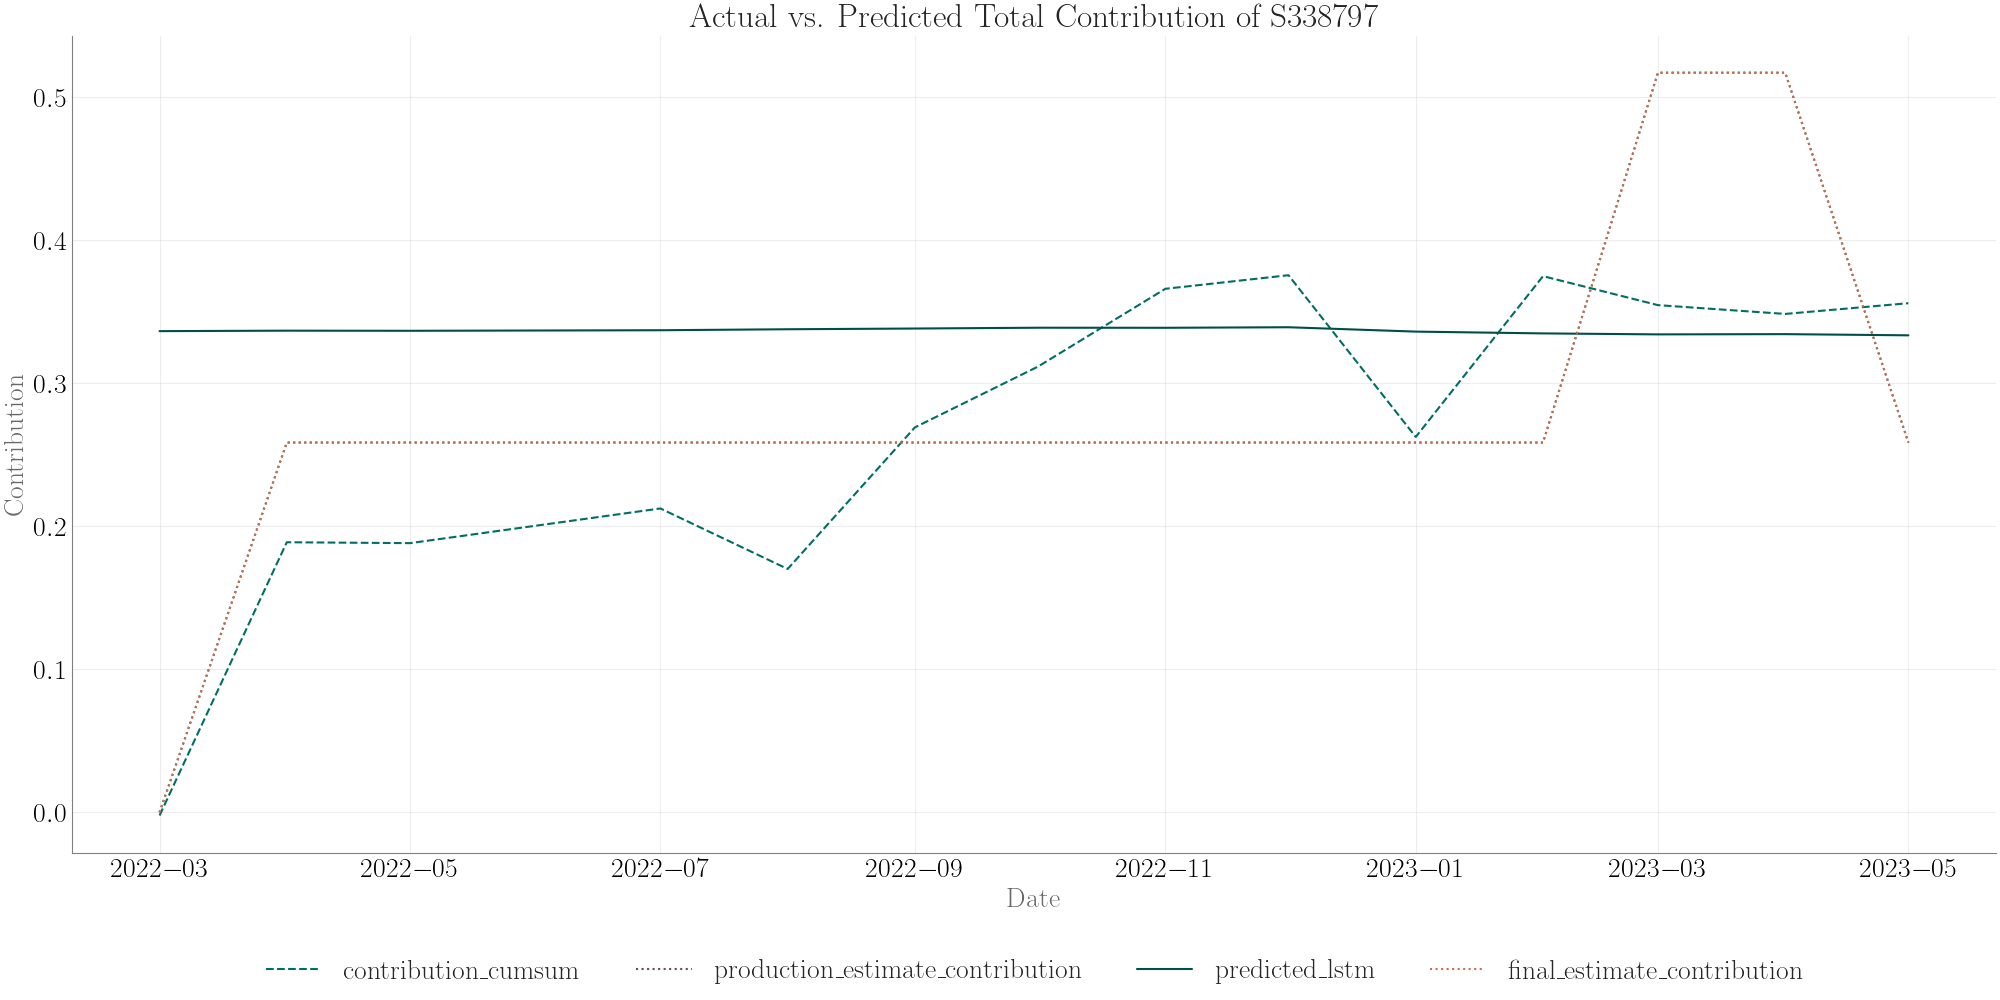 Actual vs. Predicted Total Contribution of S338797
0.5
0.4
0.3
0.2
0.1
0.0
Contribution
2022−03 2022−05 2022−07 2022−09 2022−11 2023−01 2023−03 2023−05
Date
contribution_cumsum production_estimate_contribution predicted_lstm final_estimate_contribution